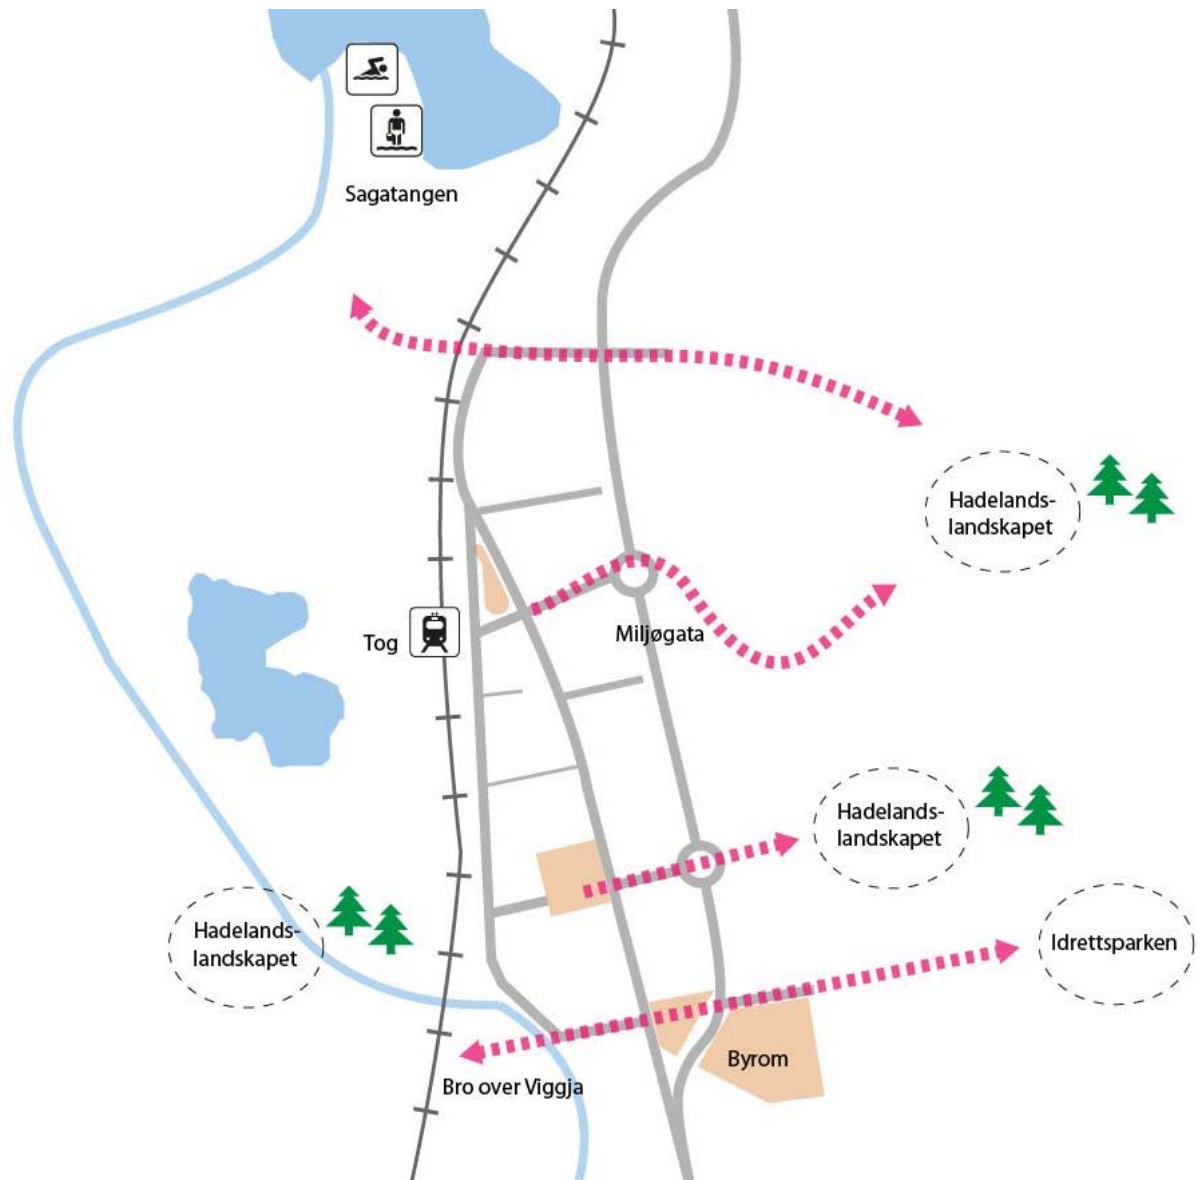 Sagatangen
Hadelands-
landskapet
Miljøgata
Tog
Hadelands-
landskapet
Hadelands-
landskapet
Idrettsparken
Byrom
Bro over Viggja